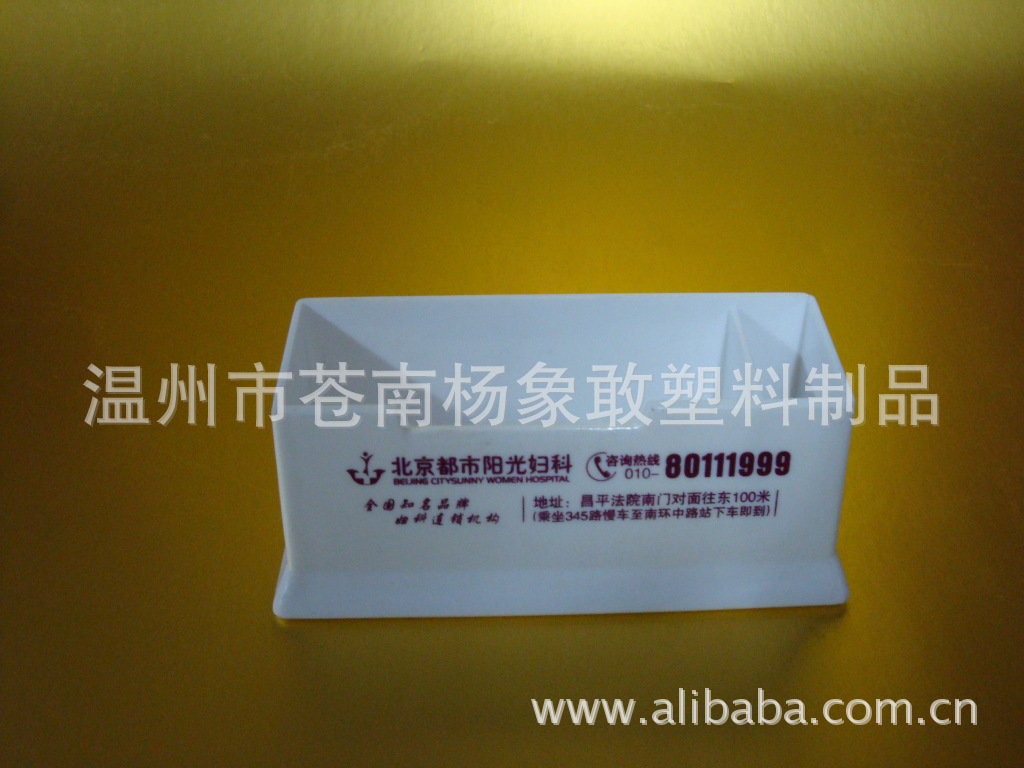 温州市苍南杨象敢塑料制品
北京都市阳光妇科
BEIJING CITYSUNNY WOMEN HOSPITAL
全国知名品牌
妇科连锁机构
咨询热线
010-80111999
地址：昌平法院南门对面往东100米
(乘坐345路慢车至南环中路站下车即到)
www.alibaba.com.cn